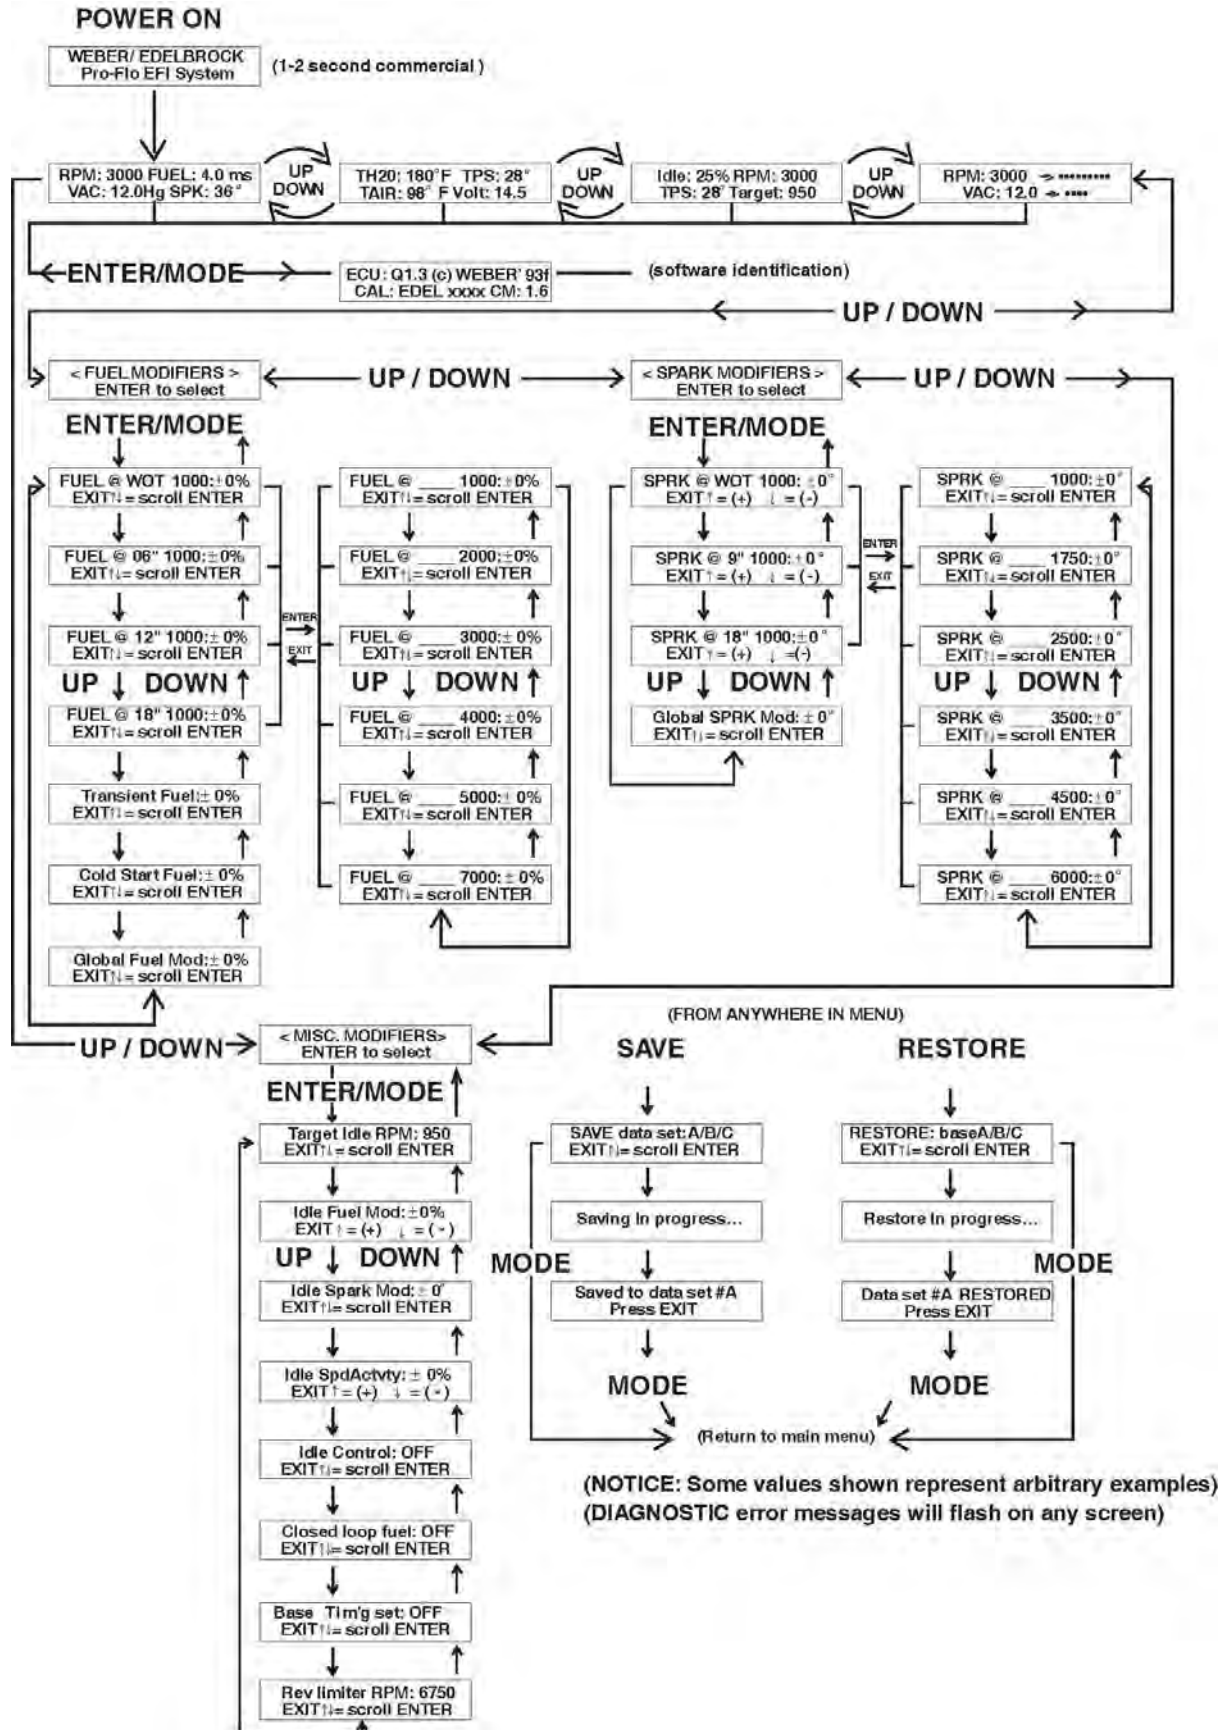 POWER ON
WEBER/ EDELBROCK
Pro-Flo EFI System
(1-2 second commercial )
RPM: 3000 FUEL: 4.0 ms
VAC: 12.0Hg SPK: 36°
UP
DOWN
TH20: 180°F TPS: 28°
TAIR: 98° F Volt: 14.5
UP
DOWN
Idle: 25% RPM: 3000
TPS: 28° Target: 950
UP
DOWN
RPM: 3000
VAC: 12.0
ENTER/MODE
ECU: Q1.3 (c) WEBER' 93f
CAL: EDEL xxxx CM: 1.6
(software identification)
UP / DOWN
< FUEL MODIFIERS >
ENTER to select
UP / DOWN
< SPARK MODIFIERS >
ENTER to select
UP / DOWN
ENTER/MODE
FUEL @ WOT 1000:±0%
EXIT↑↓= scroll ENTER
FUEL @ 06" 1000:±0%
EXIT↑↓= scroll ENTER
FUEL @ 12" 1000:± 0%
EXIT↑↓= scroll ENTER
UP DOWN
FUEL @ 18" 1000:±0%
EXIT↑↓= scroll ENTER
Transient Fuel:± 0%
EXIT↑↓= scroll ENTER
Cold Start Fuel:± 0%
EXIT↑↓= scroll ENTER
Global Fuel Mod:± 0%
EXIT↑↓= scroll ENTER
ENTER
EXIT
FUEL @ ___ 1000:±0%
EXIT↑↓= scroll ENTER
FUEL @ ___ 2000:±0%
EXIT↑↓= scroll ENTER
FUEL @ ___ 3000:± 0%
EXIT↑↓= scroll ENTER
UP DOWN
FUEL @ ___ 4000:± 0%
EXIT↑↓= scroll ENTER
FUEL @ ___ 5000:± 0%
EXIT↑↓= scroll ENTER
FUEL @ ___ 7000:± 0%
EXIT↑↓= scroll ENTER
ENTER/MODE
SPRK @ WOT 1000: ±0°
EXIT ↑ = (+) ↓ = (-)
SPRK @ 9" 1000:±0°
EXIT ↑ = (+) ↓ = (-)
SPRK @ 18" 1000:±0°
EXIT ↑ = (+) ↓ =(-)
UP DOWN
Global SPRK Mod: ± 0°
EXIT↑↓= scroll ENTER
ENTER
EXIT
SPRK @ ___ 1000:±0°
EXIT↑↓= scroll ENTER
SPRK @ ___ 1750:±0°
EXIT↑↓= scroll ENTER
SPRK @ ___ 2500:±0°
EXIT↑↓= scroll ENTER
UP DOWN
SPRK @ ___ 3500:±0°
EXIT↑↓= scroll ENTER
SPRK @ ___ 4500:±0°
EXIT↑↓= scroll ENTER
SPRK @ ___ 6000:±0°
EXIT↑↓= scroll ENTER
UP / DOWN
< MISC. MODIFIERS>
ENTER to select
ENTER/MODE
Target Idle RPM: 950
EXIT↑↓= scroll ENTER
Idle Fuel Mod:±0%
EXIT ↑ = (+) ↓ = (-)
UP DOWN
Idle Spark Mod:± 0°
EXIT↑↓= scroll ENTER
Idle SpdActvty: ± 0%
EXIT ↑ = (+) ↓ = (-)
Idle Control: OFF
EXIT↑↓= scroll ENTER
Closed loop fuel: OFF
EXIT↑↓= scroll ENTER
Base Tim'g set: OFF
EXIT↑↓= scroll ENTER
Rev limiter RPM: 6750
EXIT↑↓= scroll ENTER
(FROM ANYWHERE IN MENU)
SAVE
SAVE data set:A/B/C
EXIT↑↓= scroll ENTER
Saving in progress...
MODE
Saved to data set #A
Press EXIT
MODE
RESTORE
RESTORE: baseA/B/C
EXIT↑↓= scroll ENTER
Restore in progress...
MODE
Data set #A RESTORED
Press EXIT
MODE
(Return to main menu)
(NOTICE: Some values shown represent arbitrary examples)
(DIAGNOSTIC error messages will flash on any screen)